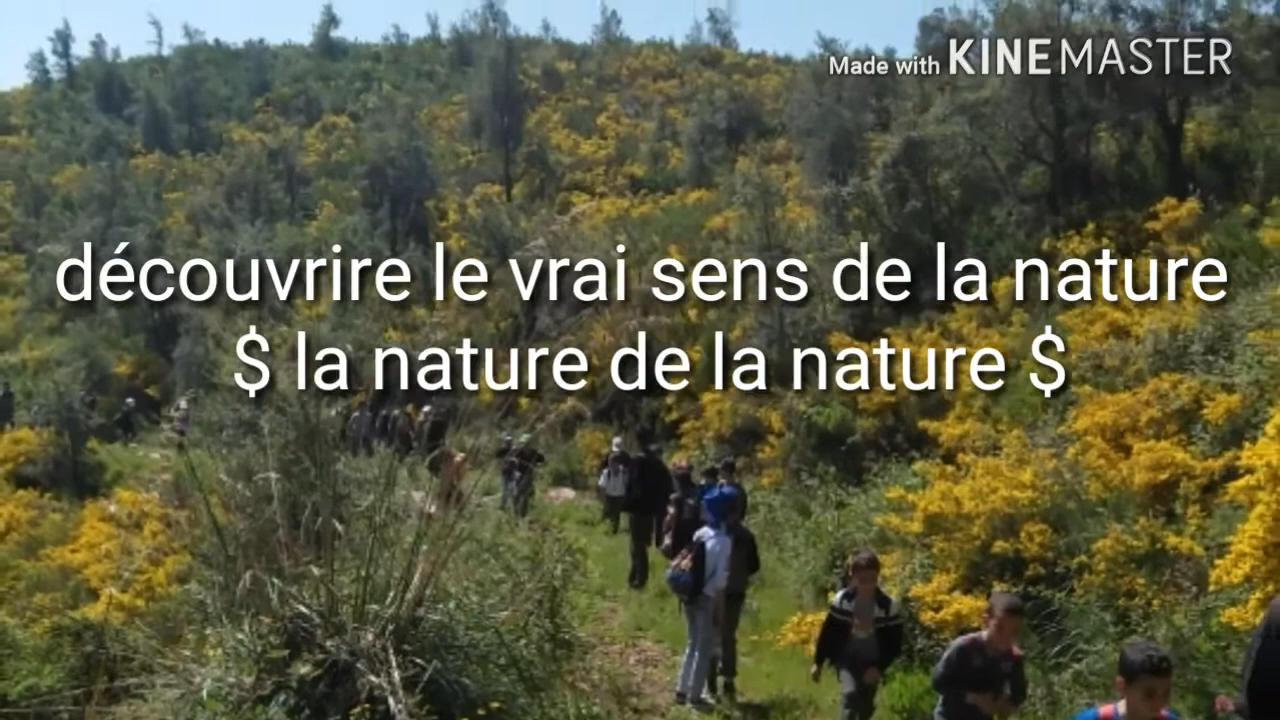 Made with KINEMASTER
découvrire le vrai sens de la nature
$ la nature de la nature $